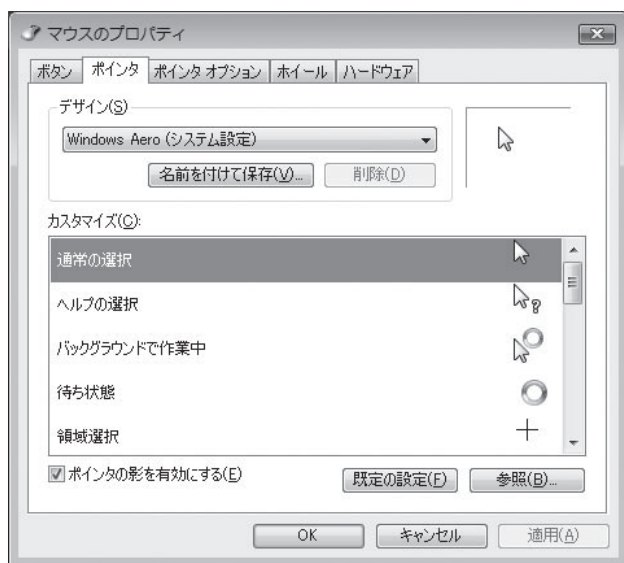 マウスのプロパティ
ボタン ポインタ ポインタ オプション ホイール ハードウェア
デザイン(S)
Windows Aero (システム設定)
名前を付けて保存(V)... 削除(D)
カスタマイズ(C):
通常の選択
ヘルプの選択
バックグラウンドで作業中
待ち状態
領域選択
ポインタの影を有効にする(E) 既定の設定(F) 参照(B)...
OK キャンセル 適用(A)